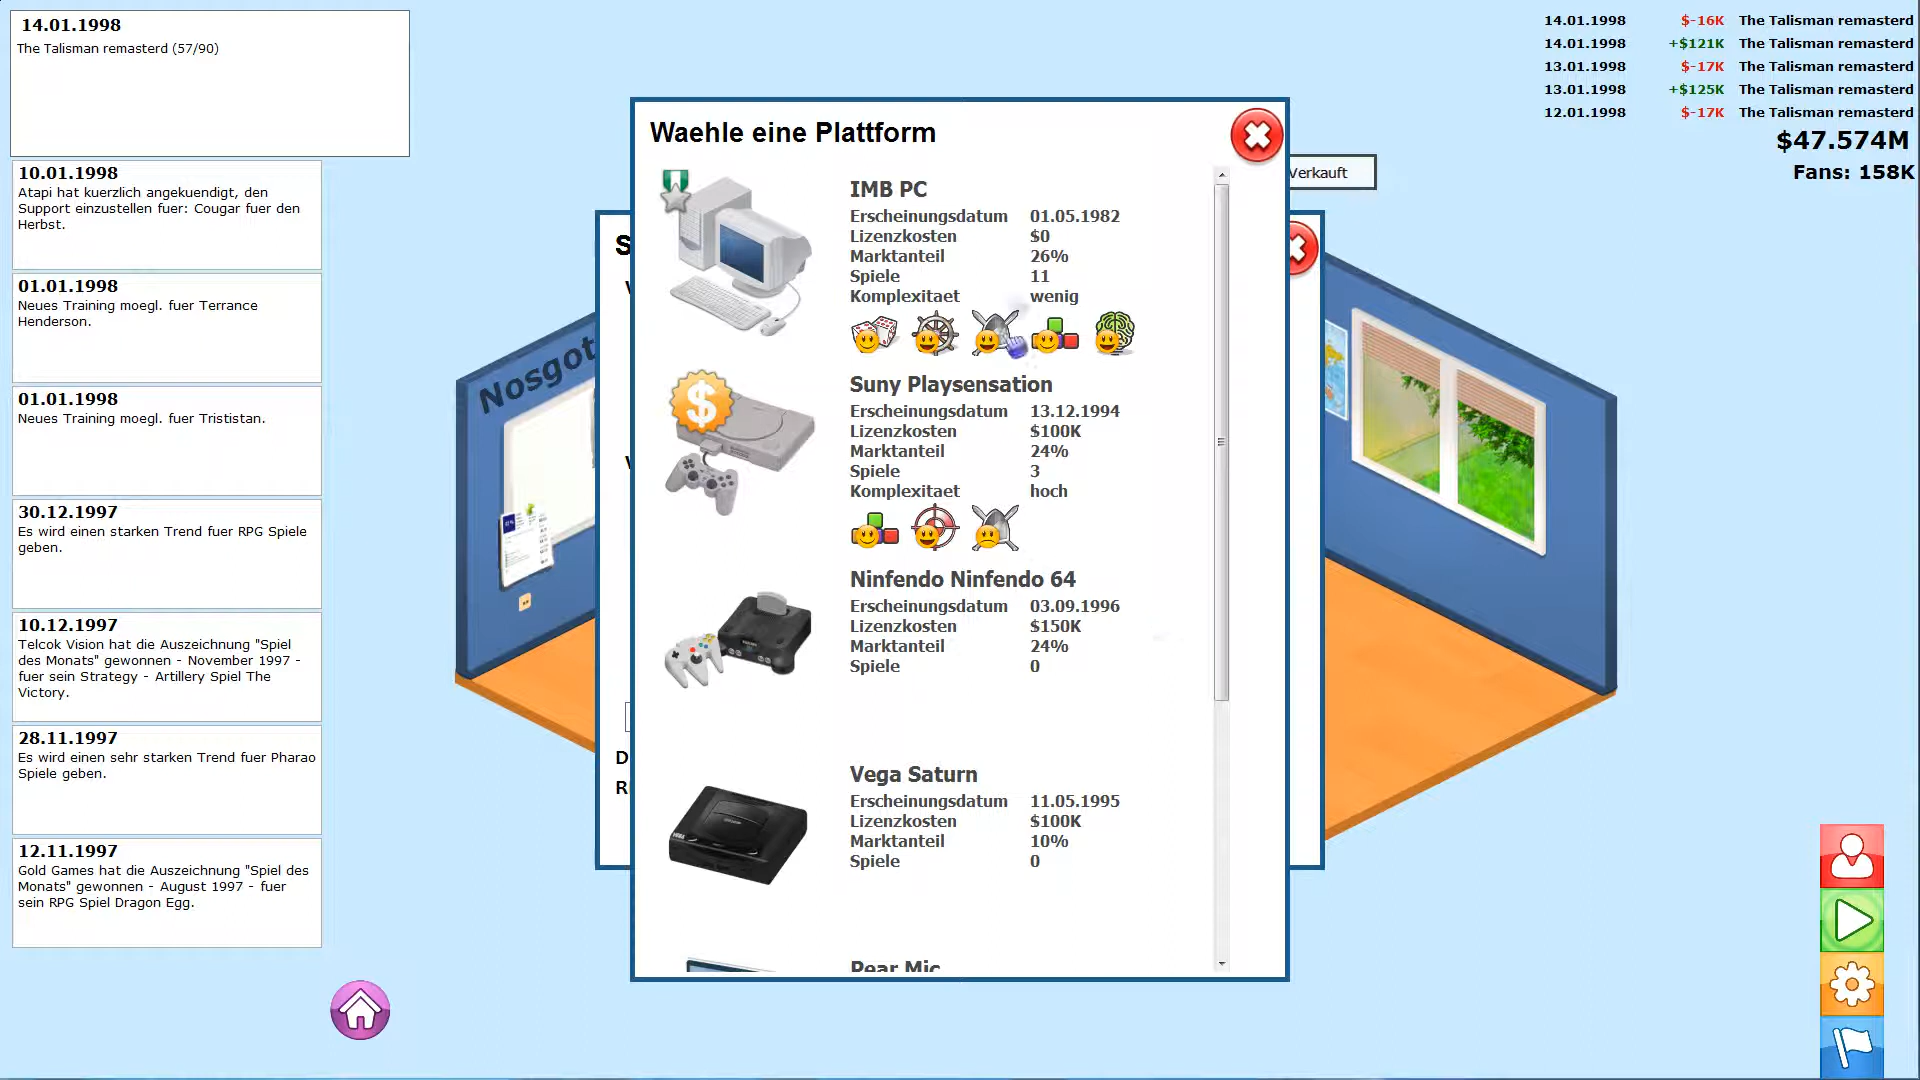 14.01.1998
The Talisman remasterd (57/90)
10.01.1998
Atapi hat kuerzlich angekuendigt, den
Support einzustellen fuer: Cougar fuer den
Herbst.
01.01.1998
Neues Training moegl. fuer Terrance
Henderson.
01.01.1998
Neues Training moegl. fuer Trististan.
30.12.1997
Es wird einen starken Trend fuer RPG Spiele
geben.
10.12.1997
Telcok Vision hat die Auszeichnung "Spiel
des Monats" gewonnen - November 1997 -
fuer sein Strategy - Artillery Spiel The
Victory.
28.11.1997
Es wird einen sehr starken Trend fuer Pharao
Spiele geben.
12.11.1997
Gold Games hat die Auszeichnung "Spiel des
Monats" gewonnen - August 1997 - fuer
sein RPG Spiel Dragon Egg.
Nosgot
Waehle eine Plattform
IMB PC
Erscheinungsdatum 01.05.1982
Lizenzkosten $0
Marktanteil 26%
Spiele 11
Komplexitaet wenig
Suny Playsensation
Erscheinungsdatum 13.12.1994
Lizenzkosten $100K
Marktanteil 24%
Spiele 3
Komplexitaet hoch
Ninfendo Ninfendo 64
Erscheinungsdatum 03.09.1996
Lizenzkosten $150K
Marktanteil 24%
Spiele 0
Vega Saturn
Erscheinungsdatum 11.05.1995
Lizenzkosten $100K
Marktanteil 10%
Spiele 0
Pear Mic
Verkauft
14.01.1998 $-16K The Talisman remasterd
14.01.1998 +$121K The Talisman remasterd
13.01.1998 $-17K The Talisman remasterd
13.01.1998 +$125K The Talisman remasterd
12.01.1998 $-17K The Talisman remasterd
$47.574M
Fans: 158K